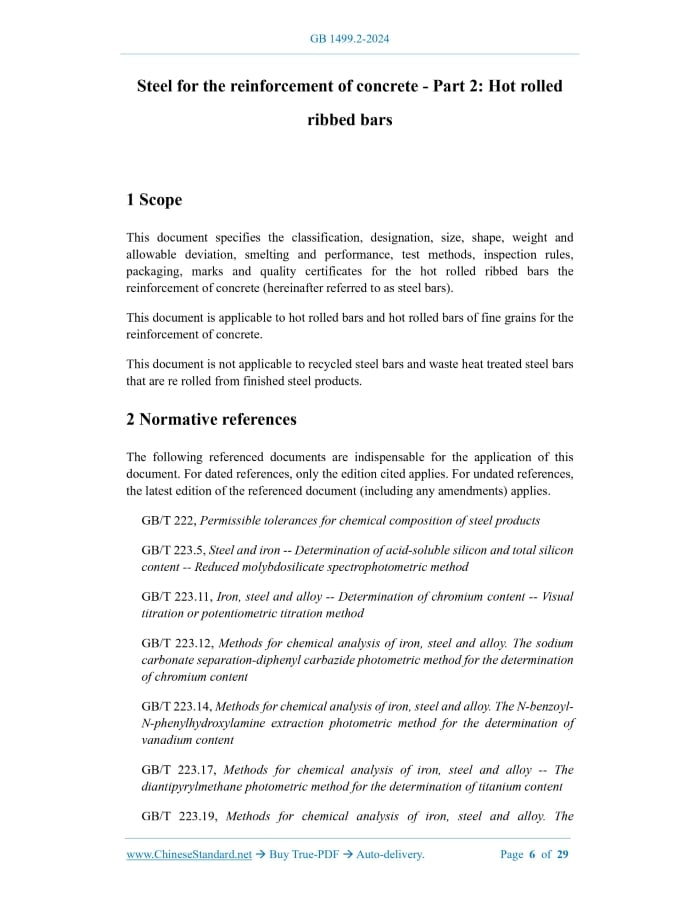 GB 1499.2-2024
Steel for the reinforcement of concrete - Part 2: Hot rolled
ribbed bars
1 Scope
This document specifies the classification, designation, size, shape, weight and
allowable deviation, smelting and performance, test methods, inspection rules,
packaging, marks and quality certificates for the hot rolled ribbed bars the
reinforcement of concrete (hereinafter referred to as steel bars).
This document is applicable to hot rolled bars and hot rolled bars of fine grains for the
reinforcement of concrete.
This document is not applicable to recycled steel bars and waste heat treated steel bars
that are re rolled from finished steel products.
2 Normative references
The following referenced documents are indispensable for the application of this
document. For dated references, only the edition cited applies. For undated references,
the latest edition of the referenced document (including any amendments) applies.
GB/T 222, Permissible tolerances for chemical composition of steel products
GB/T 223.5, Steel and iron -- Determination of acid-soluble silicon and total silicon
content -- Reduced molybdosilicate spectrophotometric method
GB/T 223.11, Iron, steel and alloy -- Determination of chromium content -- Visual
titration or potentiometric titration method
GB/T 223.12, Methods for chemical analysis of iron, steel and alloy. The sodium
carbonate separation-diphenyl carbazide photometric method for the determination
of chromium content
GB/T 223.14, Methods for chemical analysis of iron, steel and alloy. The N-benzoyl-
N-phenylhydroxylamine extraction photometric method for the determination of
vanadium content
GB/T 223.17, Methods for chemical analysis of iron, steel and alloy -- The
diantipyrylmethane photometric method for the determination of titanium content
GB/T 223.19, Methods for chemical analysis of iron, steel and alloy. The
www.ChineseStandard.net → Buy True-PDF → Auto-delivery. Page 6 of 29